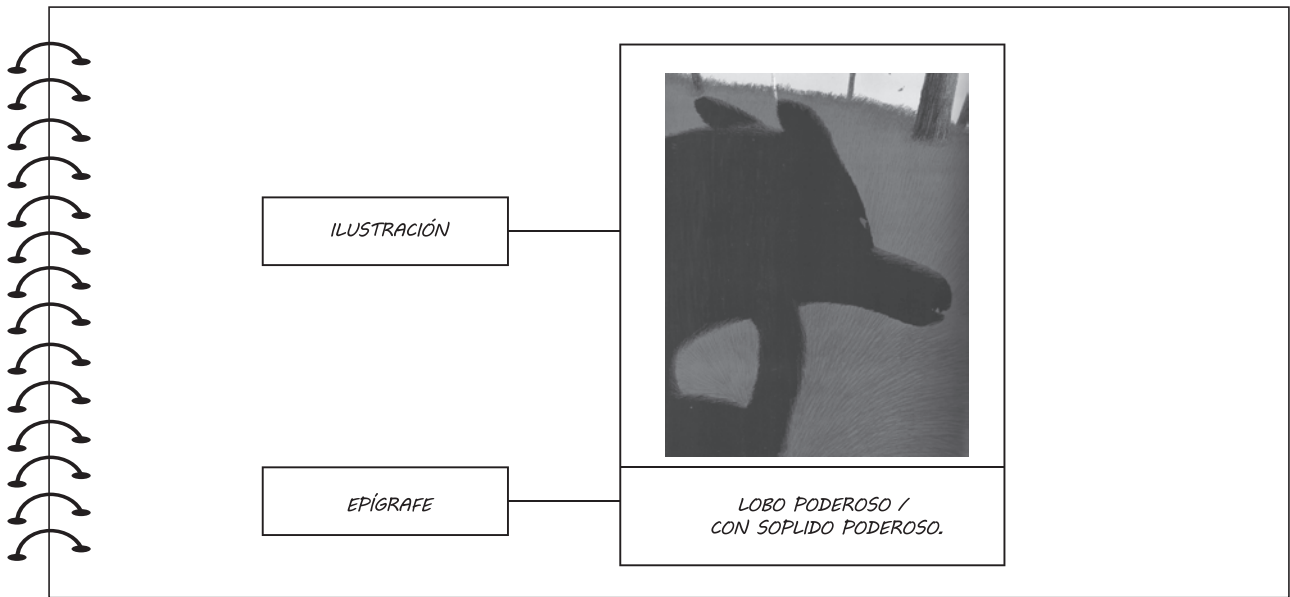 ILUSTRACIÓN
EPÍGRAFE
LOBO PODEROSO /
CON SOPLIDO PODEROSO.